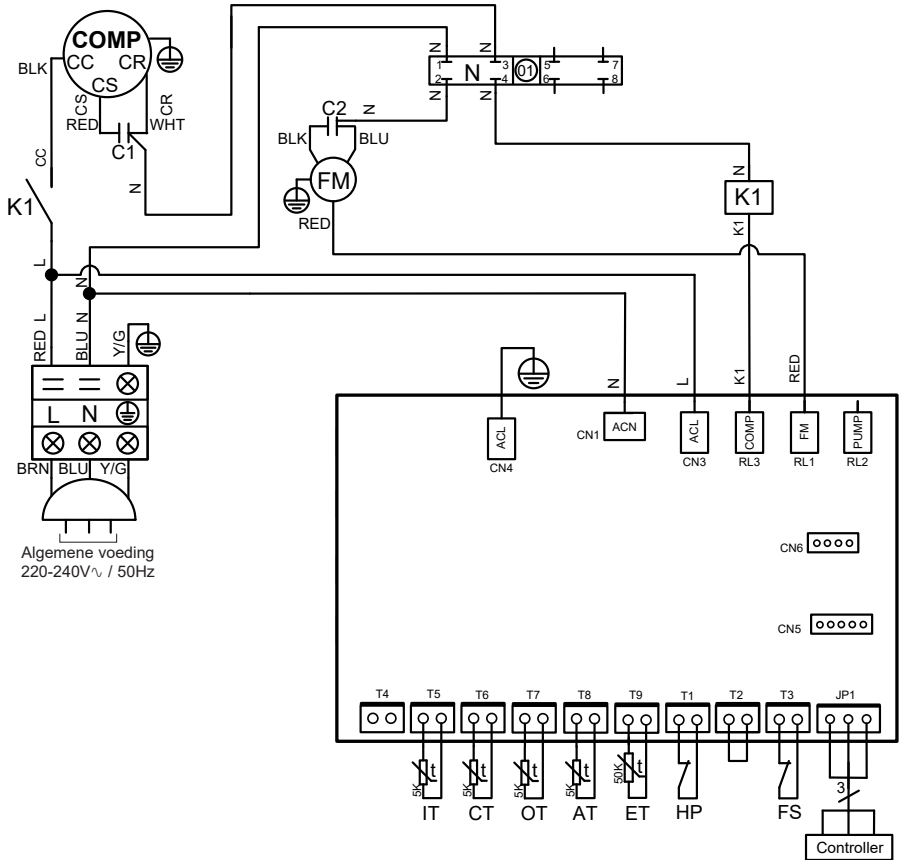 COMP
CC CR
CS
BLK
CS
RED
CR
WHT
C1
CC
N
K1
L
N
RED L
BLU N
Y/G
L N
BRN BLU Y/G
Algemene voeding
220-240V∿ / 50Hz
N
N
1 3 5 7
N 01
2 4 6 8
N
N
C2
N
BLK BLU
FM
RED
N
K1
K1
N
L
K1
RED
ACL
CN4
CN1
ACN
ACL
CN3
COMP
RL3
FM
RL1
PUMP
RL2
CN6
CN5
T4 T5 T6 T7 T8 T9 T1 T2 T3 JP1
5K t
5K t
5K t
5K t
50K t
3
IT CT OT AT ET HP FS
Controller